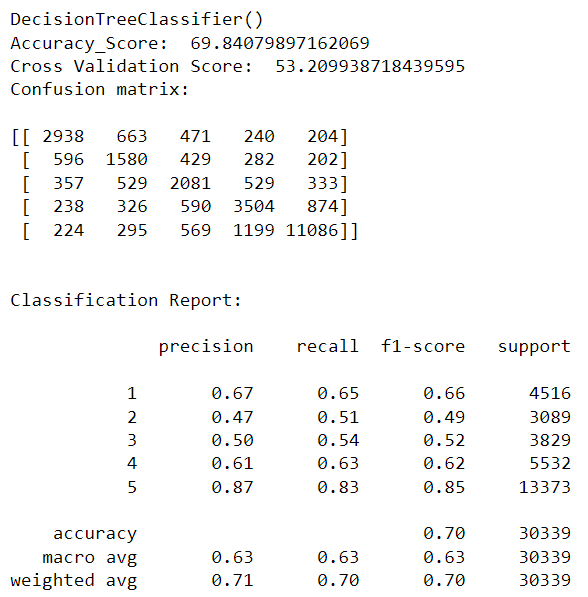 DecisionTreeClassifier()
Accuracy_Score:  69.84079897162069
Cross Validation Score:  53.209938718439595
Confusion matrix:
[[ 2938   663   471   240   204]
 [  596  1580   429   282   202]
 [  357   529  2081   529   333]
 [  238   326   590  3504   874]
 [  224   295   569  1199 11086]]
Classification Report:
              precision    recall  f1-score   support
           1       0.67      0.65      0.66      4516
           2       0.47      0.51      0.49      3089
           3       0.50      0.54      0.52      3829
           4       0.61      0.63      0.62      5532
           5       0.87      0.83      0.85     13373
    accuracy                           0.70     30339
   macro avg       0.63      0.63      0.63     30339
weighted avg       0.71      0.70      0.70     30339